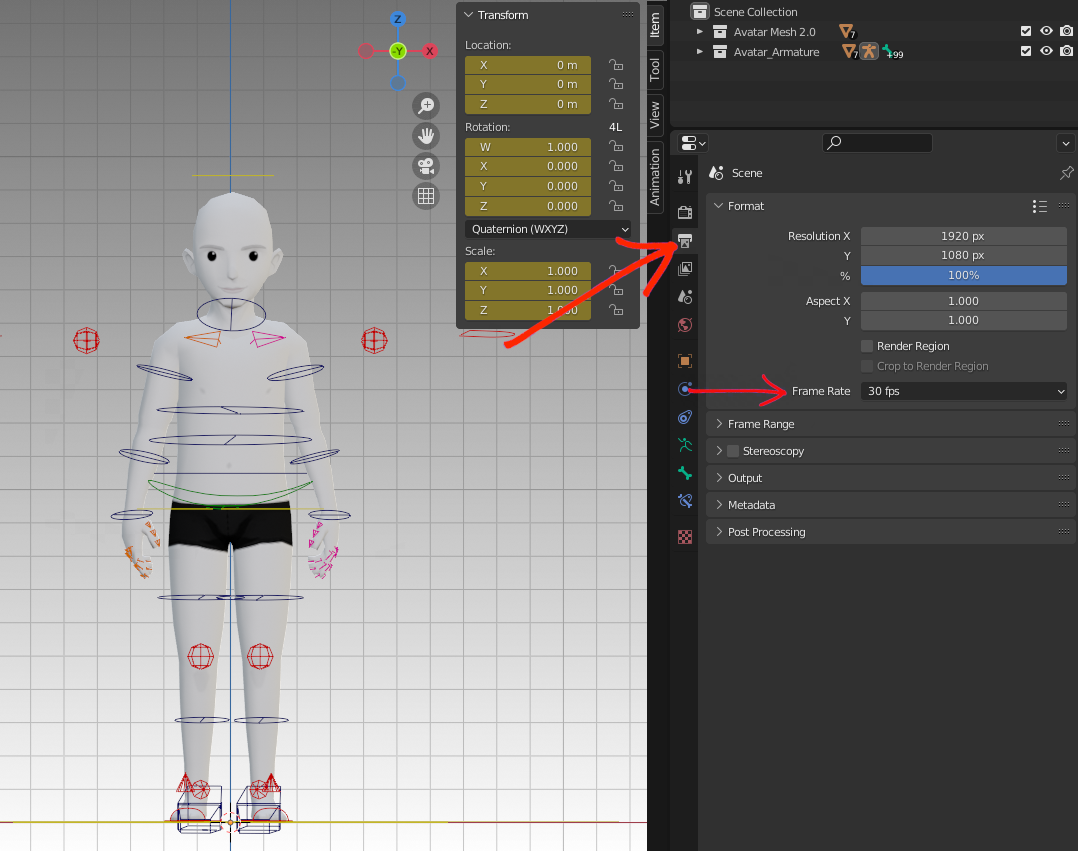 Z
-Y
X
Transform
Location:
X 0 m
Y 0 m
Z 0 m
Rotation: 4L
W 1.000
X 0.000
Y 0.000
Z 0.000
Quaternion (WXYZ)
Scale:
X 1.000
Y 1.000
Z 1.000
Item
Tool
View
Animation
Scene Collection
Avatar Mesh 2.0 7
Avatar_Armature 7 +99
Scene
Format
Resolution X 1920 px
Y 1080 px
% 100%
Aspect X 1.000
Y 1.000
Render Region
Crop to Render Region
Frame Rate 30 fps
Frame Range
Stereoscopy
Output
Metadata
Post Processing